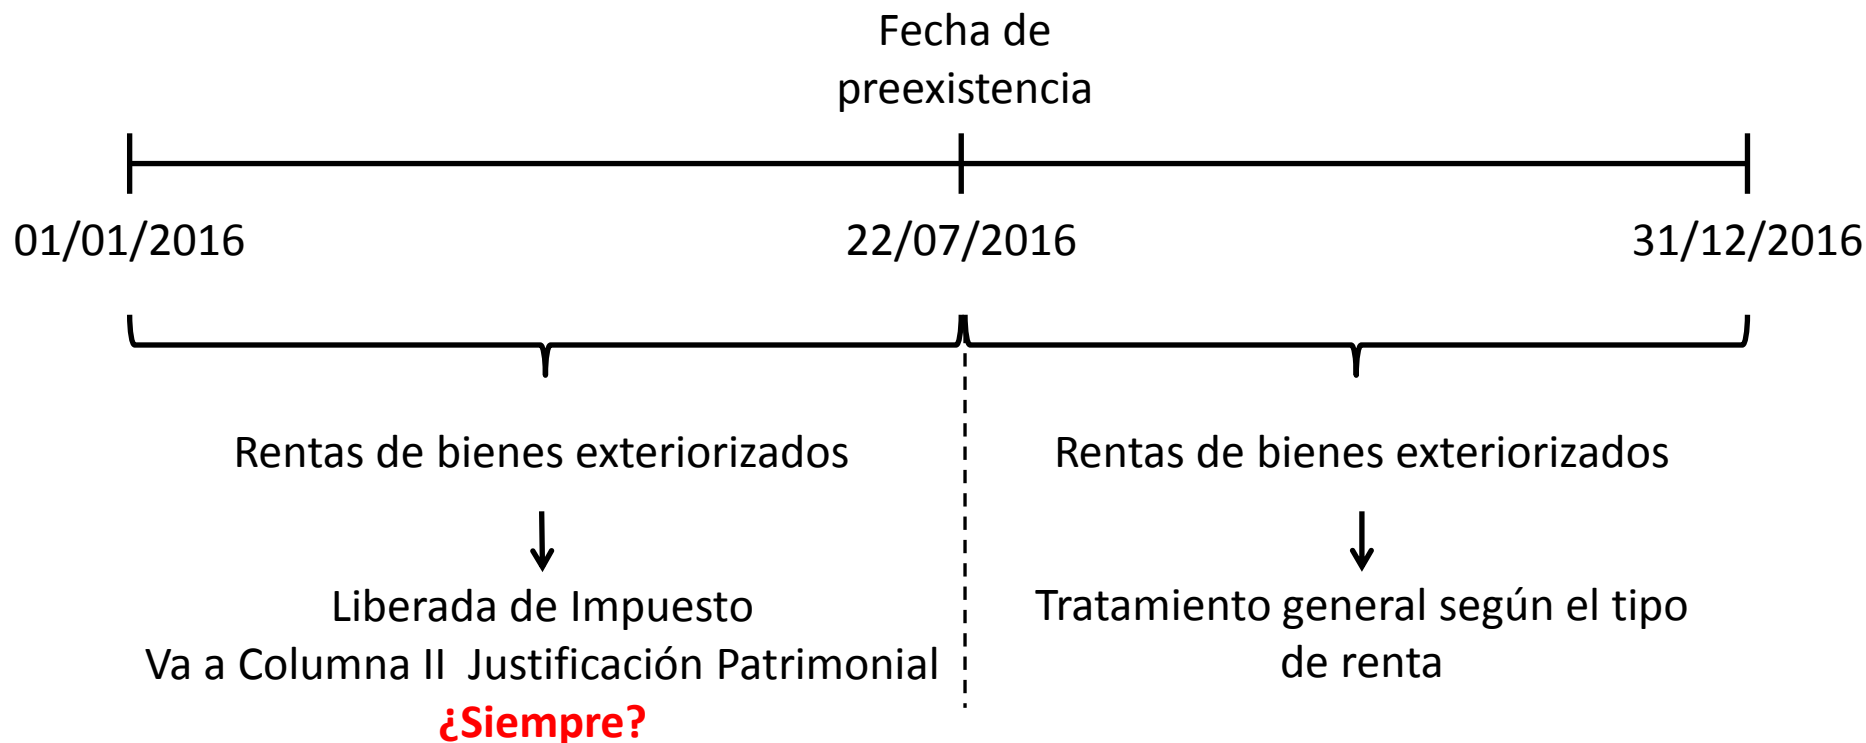 Fecha de
preexistencia
01/01/2016
22/07/2016
31/12/2016
Rentas de bienes exteriorizados
Liberada de Impuesto
Va a Columna II Justificación Patrimonial
¿Siempre?
Rentas de bienes exteriorizados
Tratamiento general según el tipo
de renta